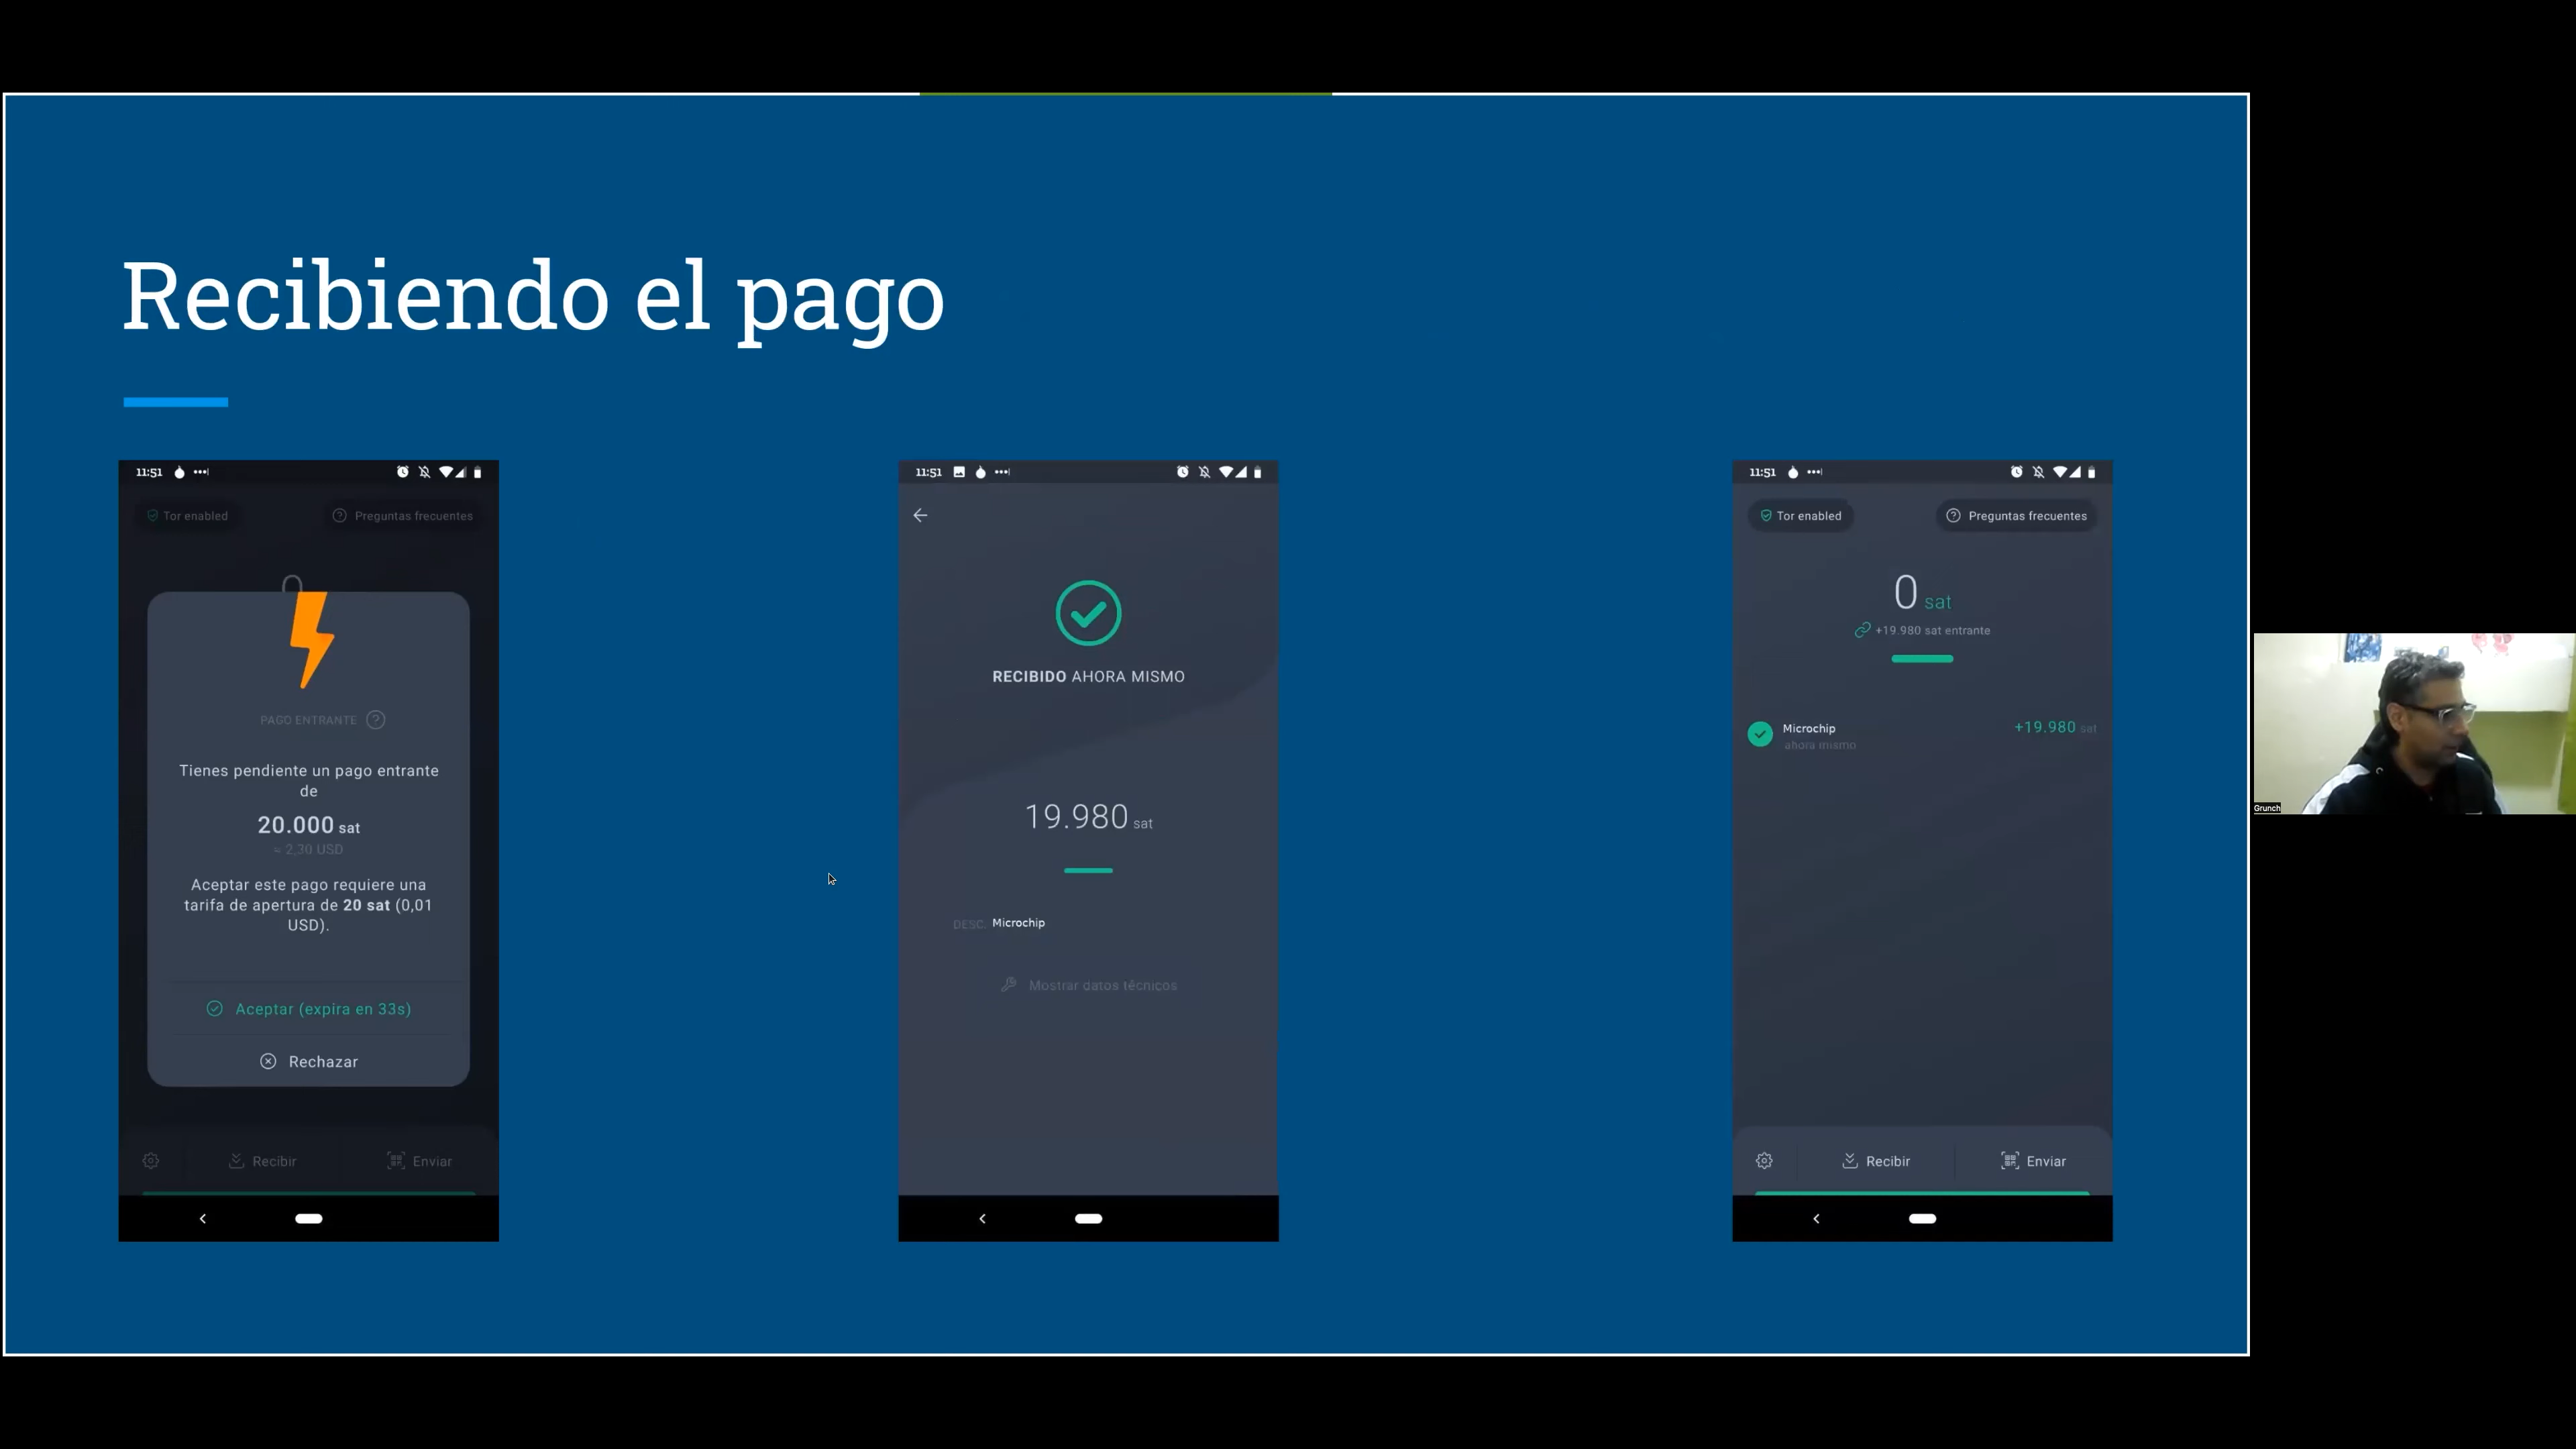 Recibiendo el pago
11:51
Tor enabled
Preguntas frecuentes
PAGO ENTRANTE
Tienes pendiente un pago entrante
de
20.000 sat
≈ 2,30 USD
Aceptar este pago requiere una
tarifa de apertura de 20 sat (0,01
USD).
Aceptar (expira en 33s)
Rechazar
Recibir
Enviar
11:51
RECIBIDO AHORA MISMO
19.980 sat
DESC. Microchip
Mostrar datos técnicos
11:51
Tor enabled
Preguntas frecuentes
0 sat
+19.980 sat entrante
Microchip
+19.980 sat
ahora mismo
Recibir
Enviar
Grunch